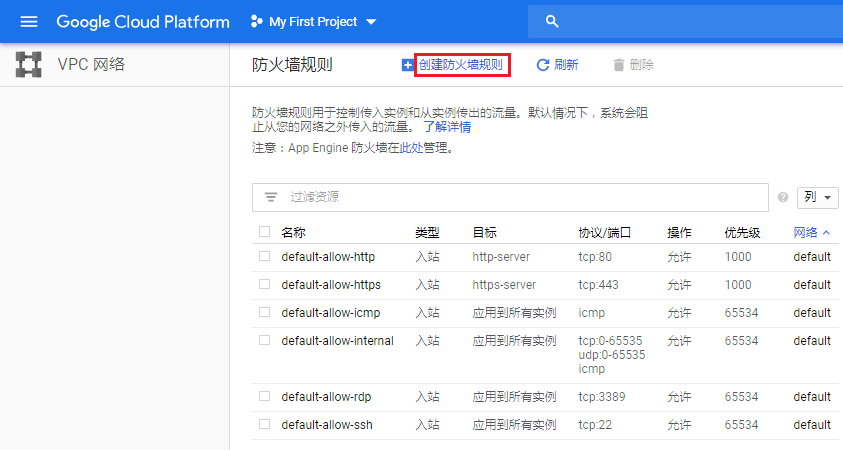 Google Cloud Platform My First Project
VPC 网络 防火墙规则 创建防火墙规则 刷新 删除
防火墙规则用于控制传入实例和从实例传出的流量。默认情况下，系统会阻
止从您的网络之外传入的流量。 了解详情
注意：App Engine 防火墙在此处管理。
过滤资源 列
名称 类型 目标 协议/端口 操作 优先级 网络
default-allow-http 入站 http-server tcp:80 允许 1000 default
default-allow-https 入站 https-server tcp:443 允许 1000 default
default-allow-icmp 入站 应用到所有实例 icmp 允许 65534 default
default-allow-internal 入站 应用到所有实例 tcp:0-65535 允许 65534 default
udp:0-65535
icmp
default-allow-rdp 入站 应用到所有实例 tcp:3389 允许 65534 default
default-allow-ssh 入站 应用到所有实例 tcp:22 允许 65534 default